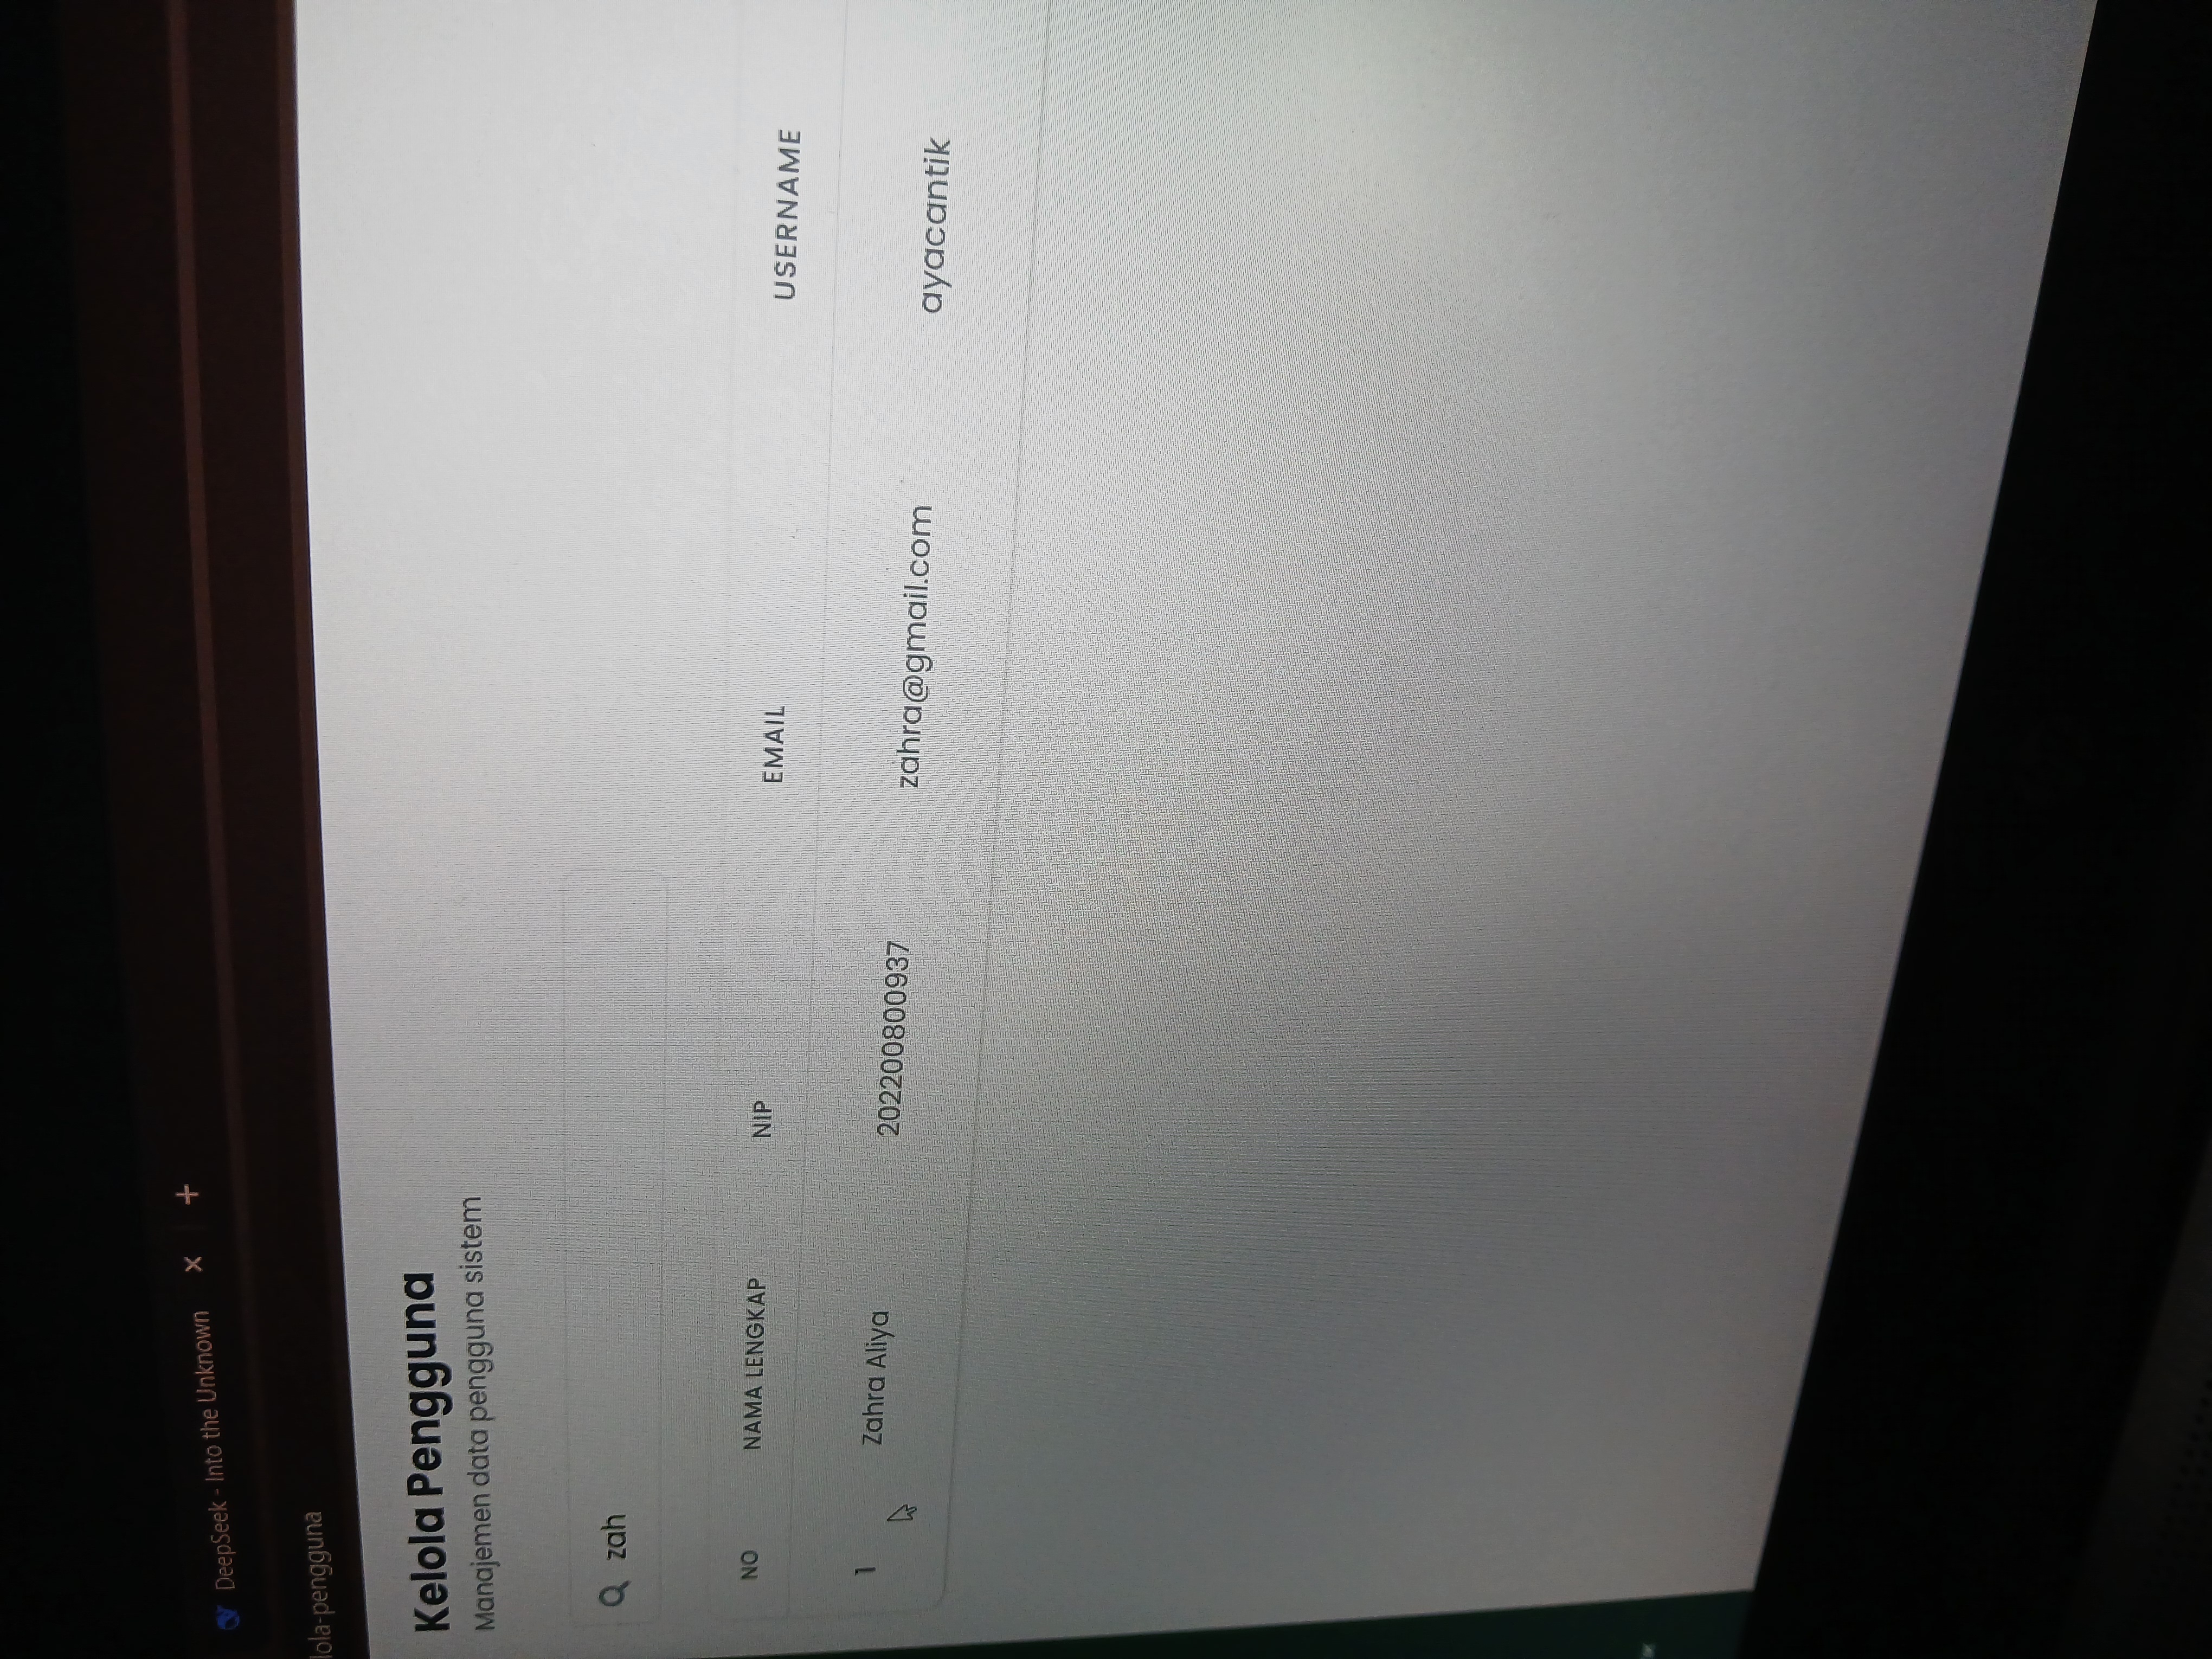 DeepSeek - Into the Unknown
lola-pengguna
Kelola Pengguna
Manajemen data pengguna sistem
zah
NO NAMA LENGKAP NIP EMAIL USERNAME
1 Zahra Aliya 202200800937 zahra@gmail.com ayacantik